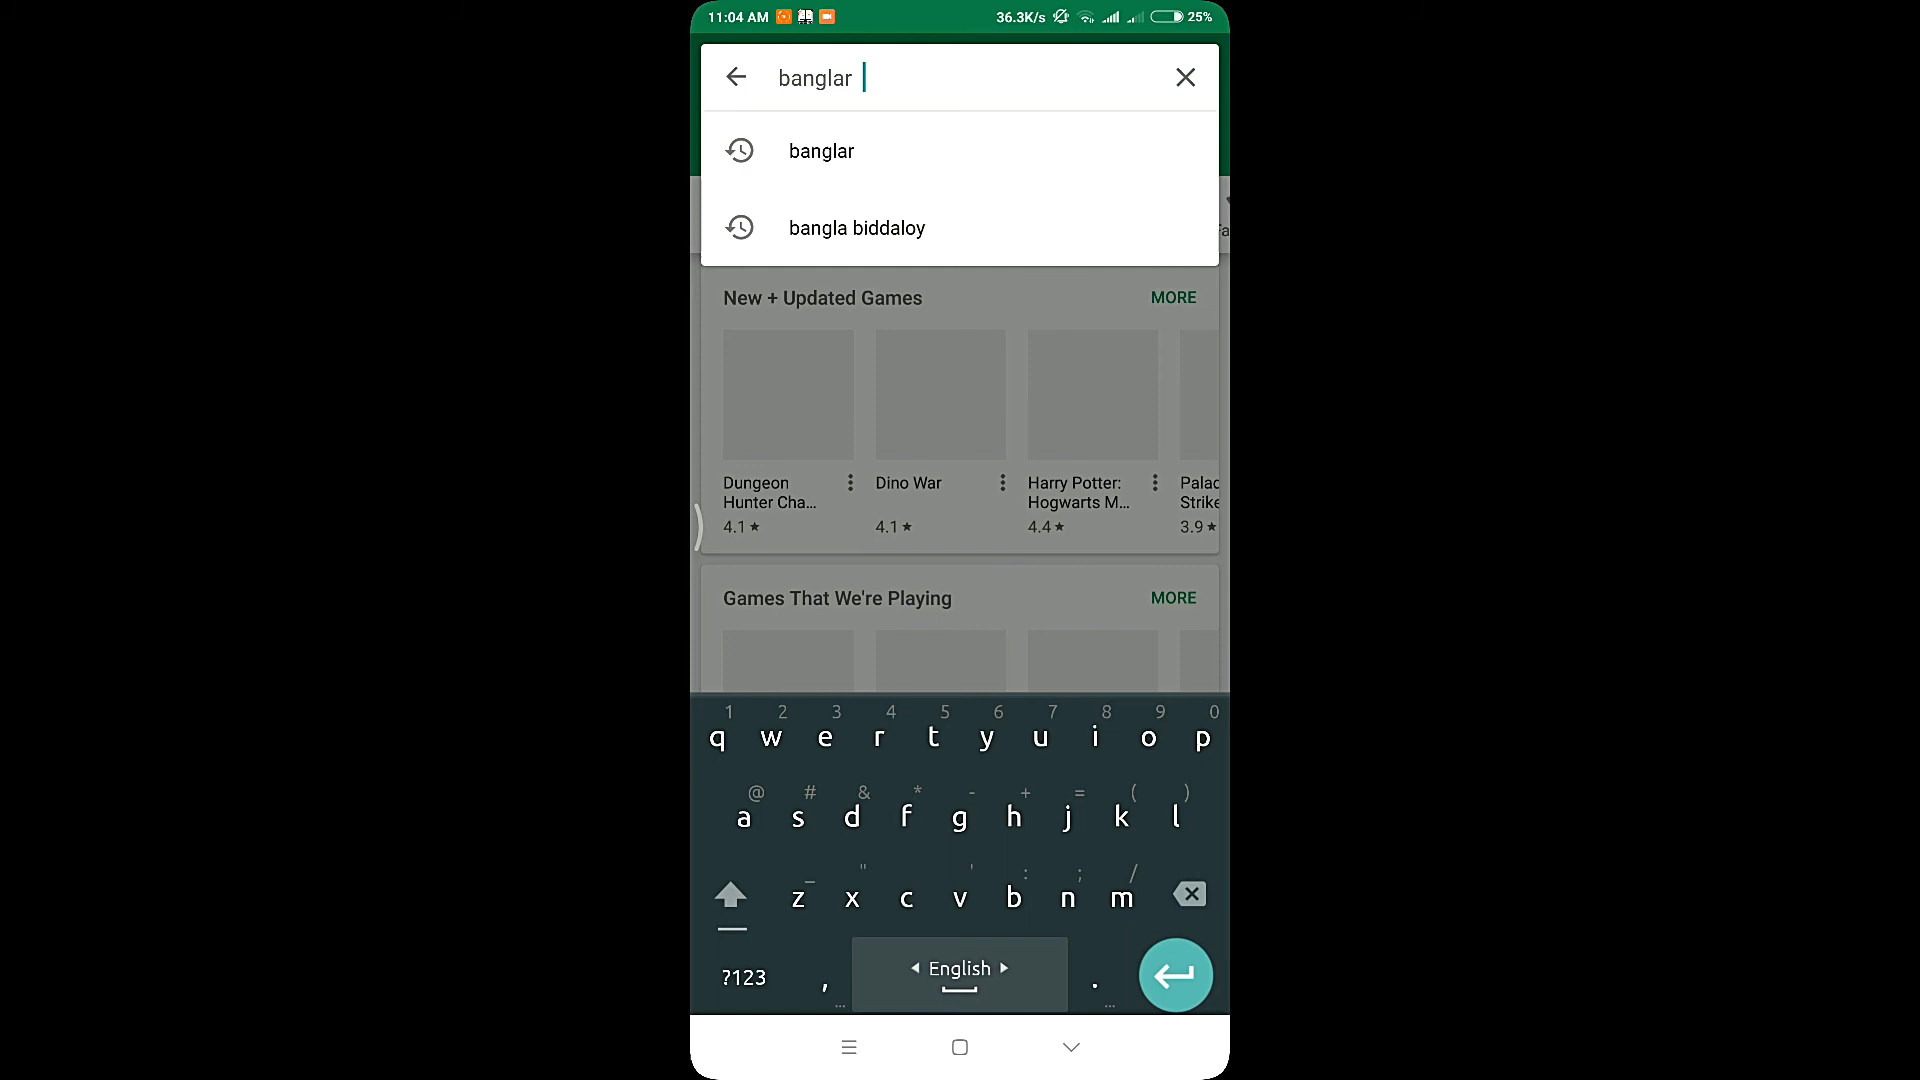 11:04 AM 36.3K/s 25%
banglar
banglar
bangla biddaloy
New + Updated Games MORE
Dungeon Hunter Cha... Dino War Harry Potter: Hogwarts M... Palac Strike
4.1★ 4.1★ 4.4★ 3.9★
Games That We're Playing MORE
1 2 3 4 5 6 7 8 9 0
q w e r t y u i o p
@ # & * - + = ( )
a s d f g h j k l
_ " ' : ; /
z x c v b n m
?123 , English .